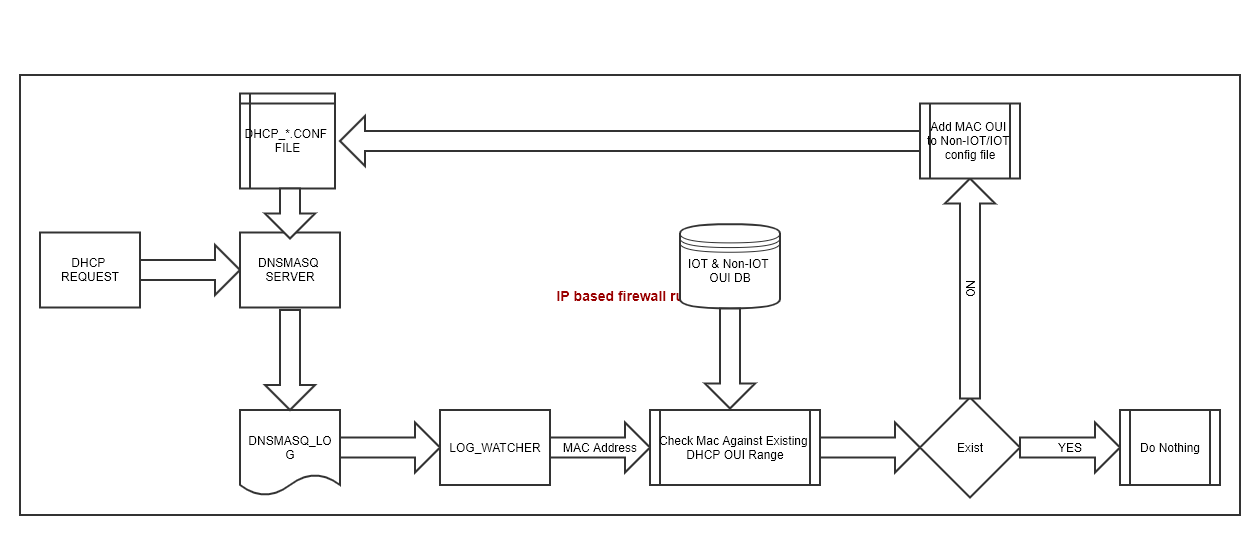 DHCP_*.CONF
FILE
Add MAC OUI
to Non-IOT/IOT
config file
DHCP
REQUEST
DNSMASQ
SERVER
IOT & Non-IOT
OUI DB
IP based firewall
NO
DNSMASQ_LO
G
LOG_WATCHER
MAC Address
Check Mac Against Existing
DHCP OUI Range
Exist
YES
Do Nothing